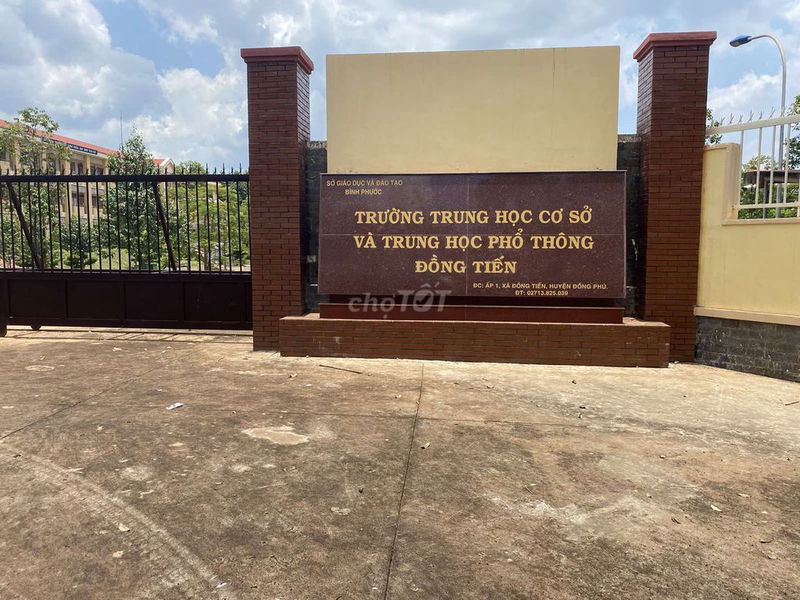 SỞ GIÁO DỤC VÀ ĐÀO TẠO
BÌNH PHƯỚC
TRƯỜNG TRUNG HỌC CƠ SỞ
VÀ TRUNG HỌC PHỔ THÔNG
ĐỒNG TIẾN
ĐC: ẤP 1, XÃ ĐỒNG TIẾN, HUYỆN ĐỒNG PHÚ.
ĐT: 02713.825.039
chợTỐT